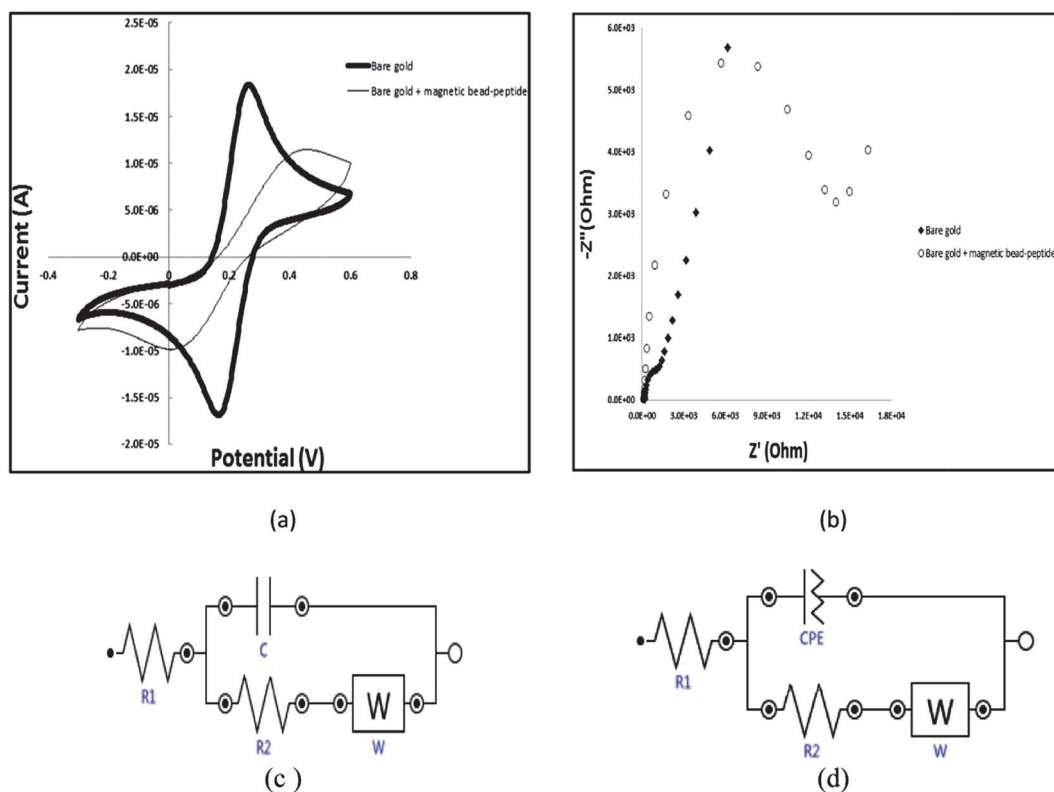 2.5E-05
2.0E-05
1.5E-05
1.0E-05
5.0E-06
0.0E+00
-5.0E-06
-1.0E-05
-1.5E-05
-2.0E-05
-0.4 -0.2 0 0.2 0.4 0.6 0.8
Current (A)
Potential (V)
Bare gold
Bare gold + magnetic bead-peptide
(a)
6.0E+03
5.0E+03
4.0E+03
3.0E+03
2.0E+03
1.0E+03
0.0E+00
0.0E+00 3.0E+03 6.0E+03 9.0E+03 1.2E+04 1.5E+04 1.8E+04
-Z"(Ohm)
Z' (Ohm)
Bare gold
Bare gold + magnetic bead-peptide
(b)
R1
C
R2
W
W
(c )
R1
CPE
R2
W
W
(d)